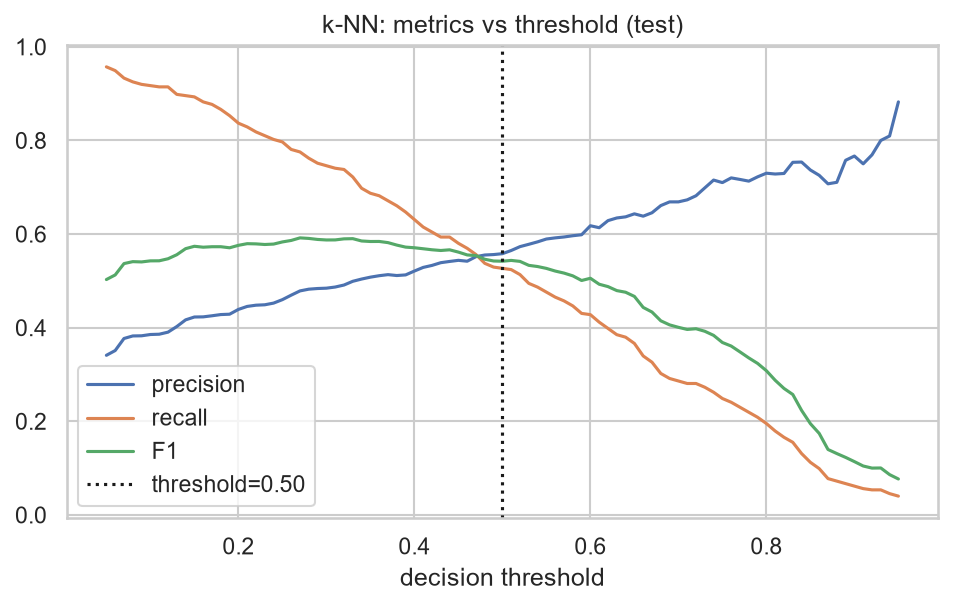 k-NN: metrics vs threshold (test)
1.0
0.8
0.6
0.4
0.2
0.0
precision
recall
F1
threshold=0.50
0.2 0.4 0.6 0.8
decision threshold